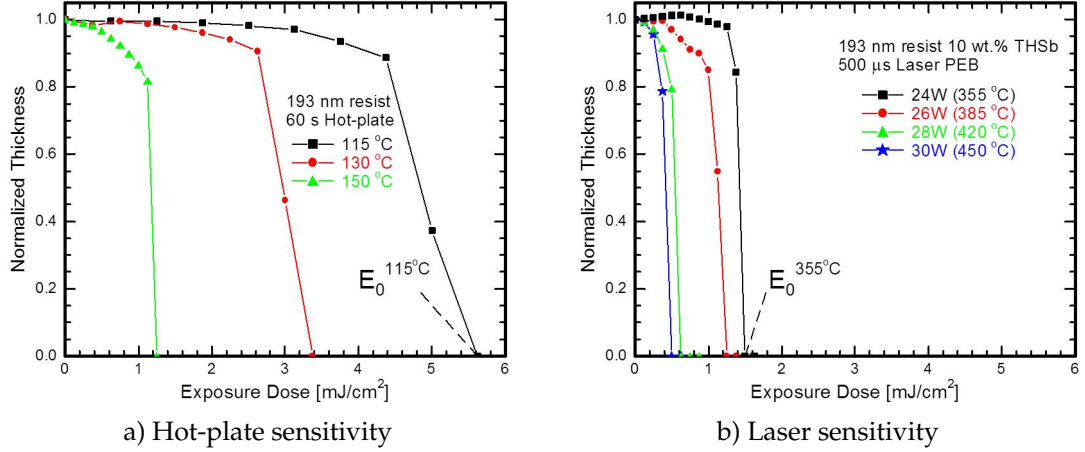 1.0
0.8
0.6
0.4
0.2
0.0
Normalized Thickness
193 nm resist
60 s Hot-plate
115 °C
130 °C
150 °C
E₀ 115°C
0 1 2 3 4 5 6
Exposure Dose [mJ/cm²]
a) Hot-plate sensitivity
1.0
0.8
0.6
0.4
0.2
0.0
Normalized Thickness
193 nm resist 10 wt.% THSb
500 μs Laser PEB
24W (355 °C)
26W (385 °C)
28W (420 °C)
30W (450 °C)
E₀ 355°C
0 1 2 3 4 5 6
Exposure Dose [mJ/cm²]
b) Laser sensitivity